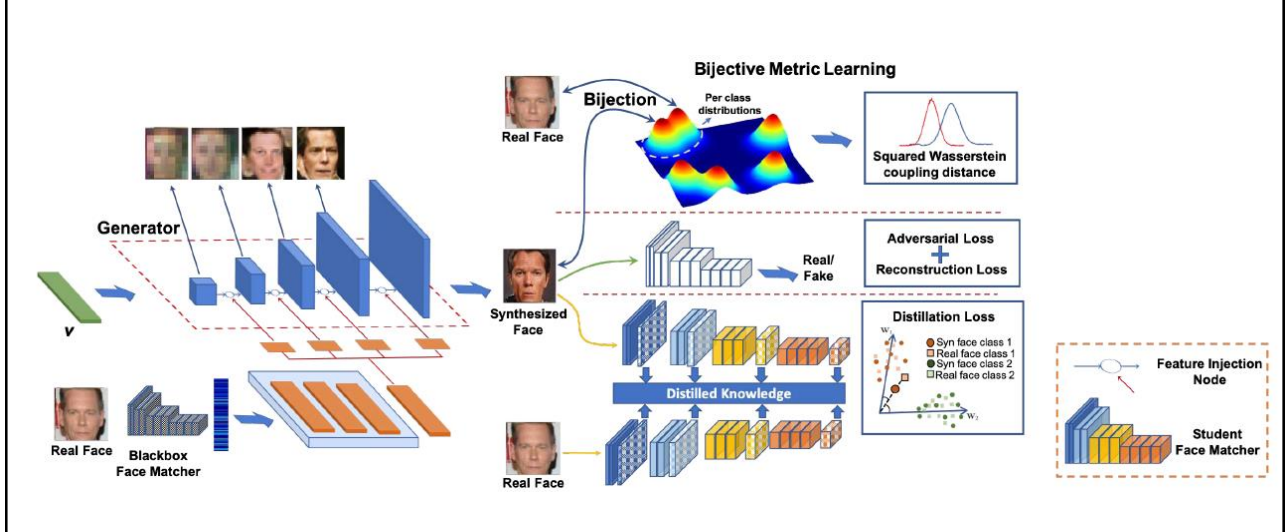 Bijective Metric Learning
Bijection
Per class
distributions
Real Face
Squared Wasserstein
coupling distance
Generator
v
Synthesized
Face
Real/
Fake
Adversarial Loss
+
Reconstruction Loss
Distillation Loss
W1
Syn face class 1
Real face class 1
Syn face class 2
Real face class 2
W2
Distilled Knowledge
Real Face
Blackbox
Face Matcher
Real Face
Feature Injection
Node
Student
Face Matcher